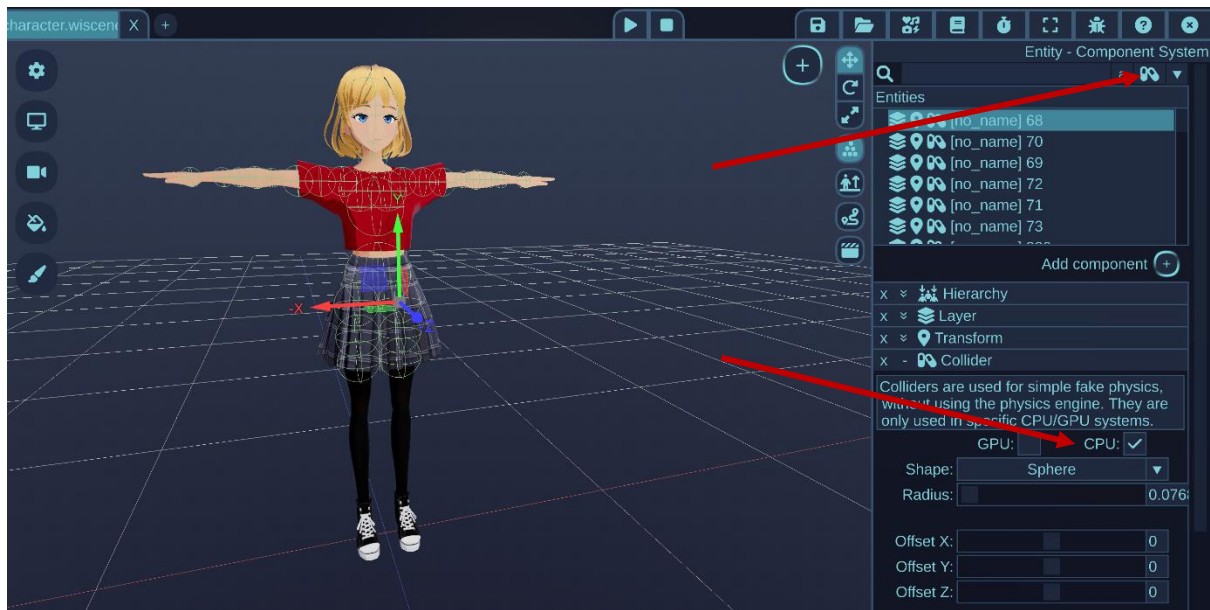 character.wiscene X +
Entity - Component System
Entities
[no_name] 68
[no_name] 70
[no_name] 69
[no_name] 72
[no_name] 71
[no_name] 73
Add component +
x Hierarchy
x Layer
x Transform
x - Collider
Colliders are used for simple fake physics,
without using the physics engine. They are
only used in specific CPU/GPU systems.
GPU: CPU:
Shape: Sphere
Radius: 0.076
Offset X: 0
Offset Y: 0
Offset Z: 0
Y
-X
Z